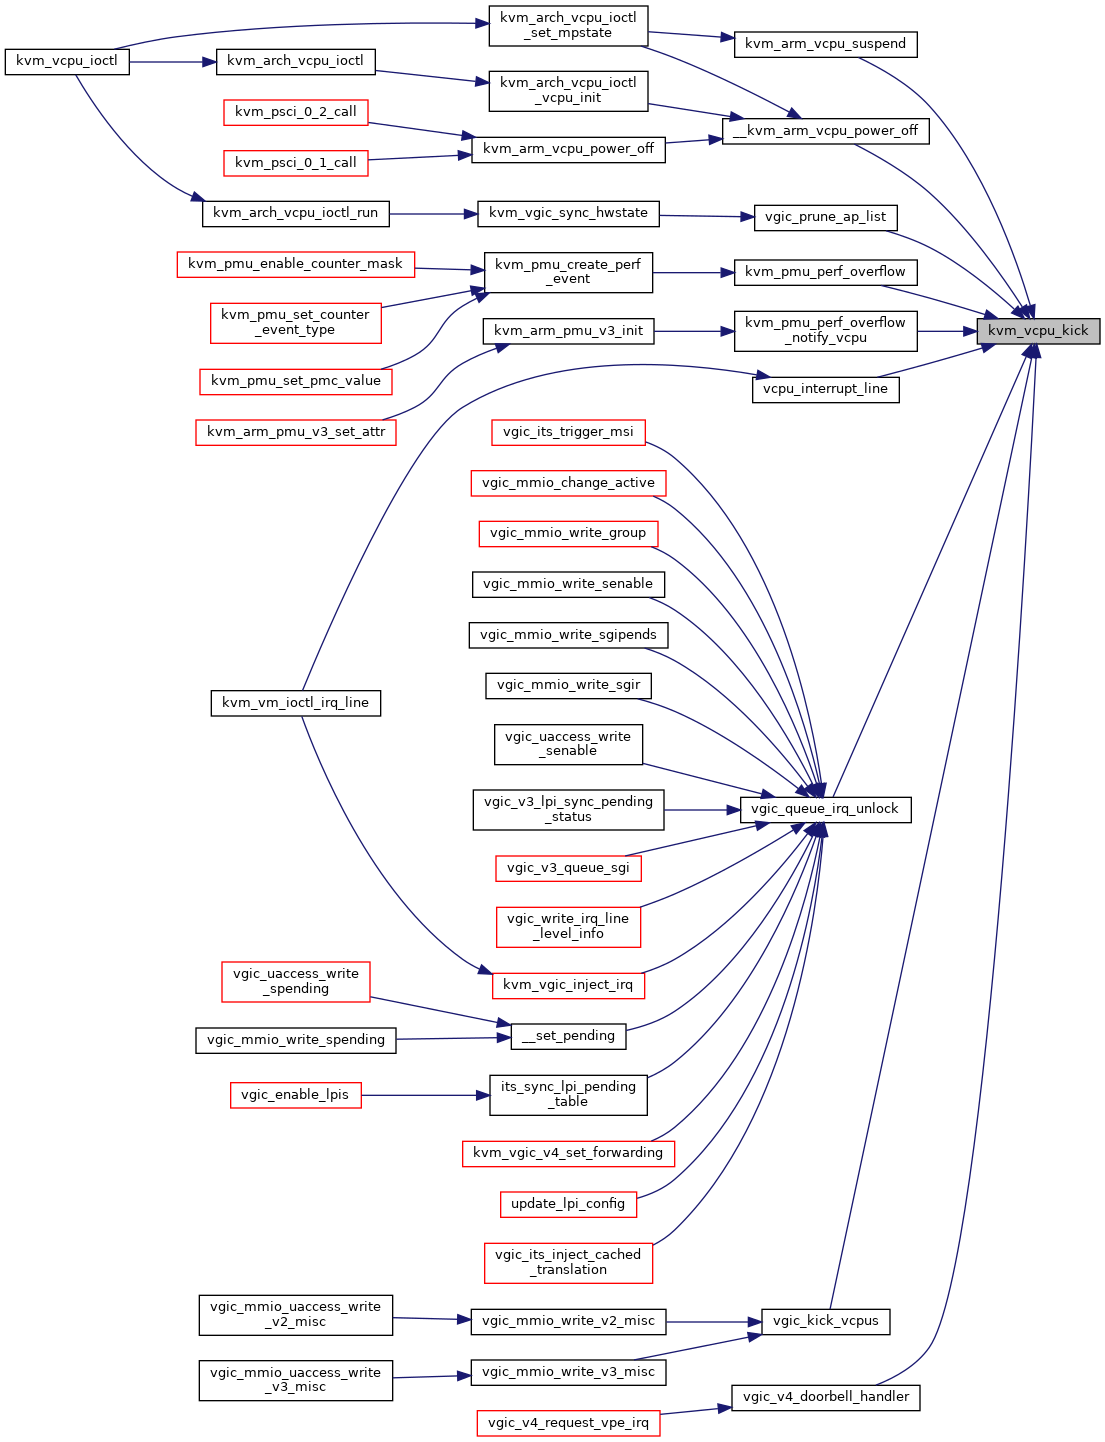 kvm_arch_vcpu_ioctl
_set_mpstate
kvm_arm_vcpu_suspend
kvm_vcpu_ioctl
kvm_arch_vcpu_ioctl
kvm_arch_vcpu_ioctl
_vcpu_init
kvm_psci_0_2_call
__kvm_arm_vcpu_power_off
kvm_arm_vcpu_power_off
kvm_psci_0_1_call
kvm_arch_vcpu_ioctl_run
kvm_vgic_sync_hwstate
vgic_prune_ap_list
kvm_pmu_enable_counter_mask
kvm_pmu_create_perf
_event
kvm_pmu_perf_overflow
kvm_pmu_set_counter
_event_type
kvm_arm_pmu_v3_init
kvm_pmu_perf_overflow
_notify_vcpu
kvm_vcpu_kick
kvm_pmu_set_pmc_value
vcpu_interrupt_line
kvm_arm_pmu_v3_set_attr
vgic_its_trigger_msi
vgic_mmio_change_active
vgic_mmio_write_group
vgic_mmio_write_senable
vgic_mmio_write_sgipends
vgic_mmio_write_sgir
kvm_vm_ioctl_irq_line
vgic_uaccess_write
_senable
vgic_v3_lpi_sync_pending
_status
vgic_queue_irq_unlock
vgic_v3_queue_sgi
vgic_write_irq_line
_level_info
vgic_uaccess_write
_spending
kvm_vgic_inject_irq
vgic_mmio_write_spending
__set_pending
vgic_enable_lpis
its_sync_lpi_pending
_table
kvm_vgic_v4_set_forwarding
update_lpi_config
vgic_its_inject_cached
_translation
vgic_mmio_uaccess_write
_v2_misc
vgic_mmio_write_v2_misc
vgic_kick_vcpus
vgic_mmio_uaccess_write
_v3_misc
vgic_mmio_write_v3_misc
vgic_v4_doorbell_handler
vgic_v4_request_vpe_irq